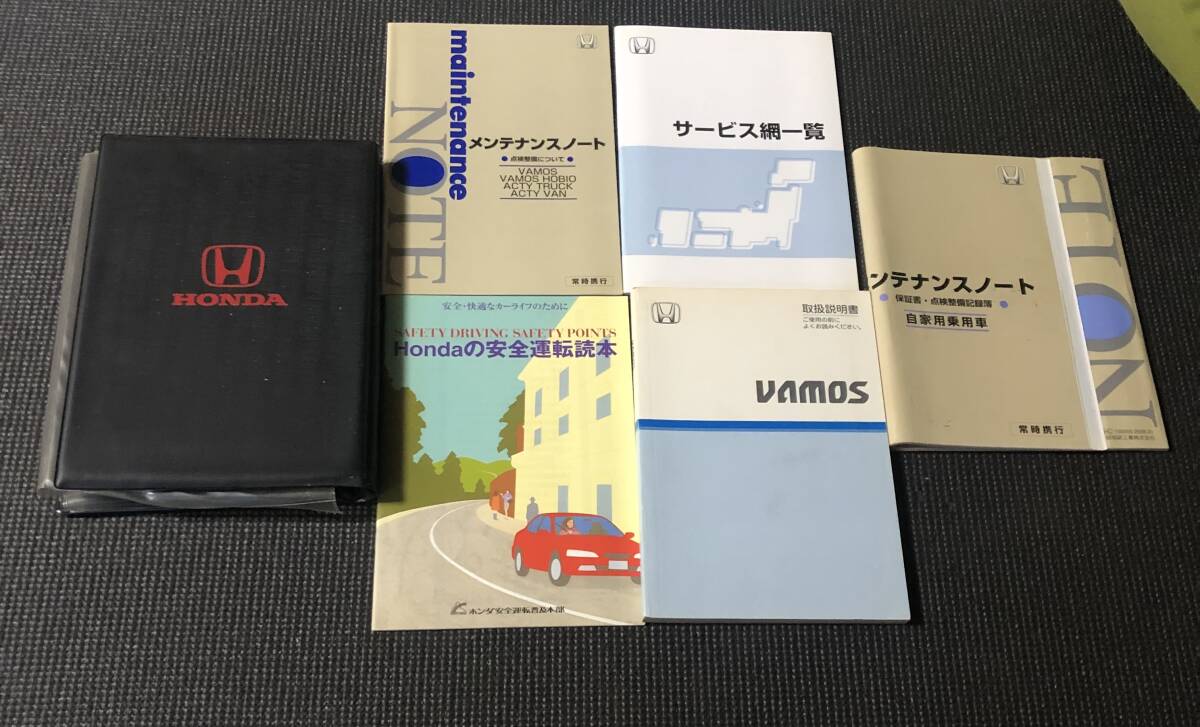 HONDA
maintenance
NOTE
メンテナンスノート
● 点検整備について ●
VAMOS
VAMOS HOBIO
ACTY TRUCK
ACTY VAN
常時携行
サービス網一覧
ンテナンスノート
● 保証書・点検整備記録簿
自家用乗用車
常時携行
NOTE
安全・快適なカーライフのために
SAFETY DRIVING SAFETY POINTS
Hondaの安全運転読本
ホンダ安全運転普及本部
取扱説明書
ご使用の前に
よくお読みください。
VAMOS